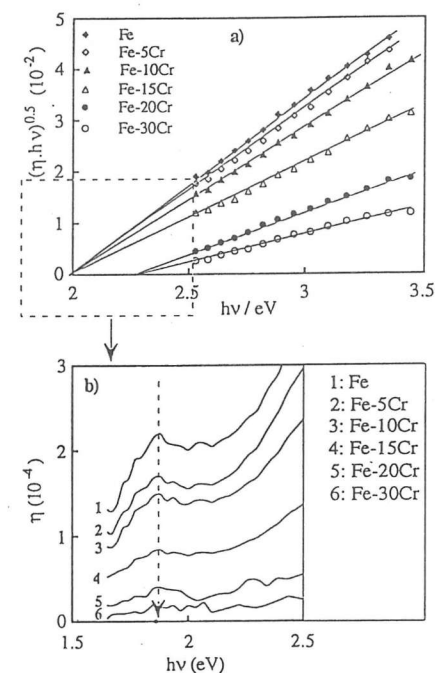 a)
Fe
Fe-5Cr
Fe-10Cr
Fe-15Cr
Fe-20Cr
Fe-30Cr
(η.hν)^0.5 (10^-2)
5
4
3
2
1
0
2 2.5 3 3.5
hν / eV
b)
η (10^-4)
3
2
1
0
1
2
3
4
5
6
1: Fe
2: Fe-5Cr
3: Fe-10Cr
4: Fe-15Cr
5: Fe-20Cr
6: Fe-30Cr
1.5 2 2.5
hν (eV)